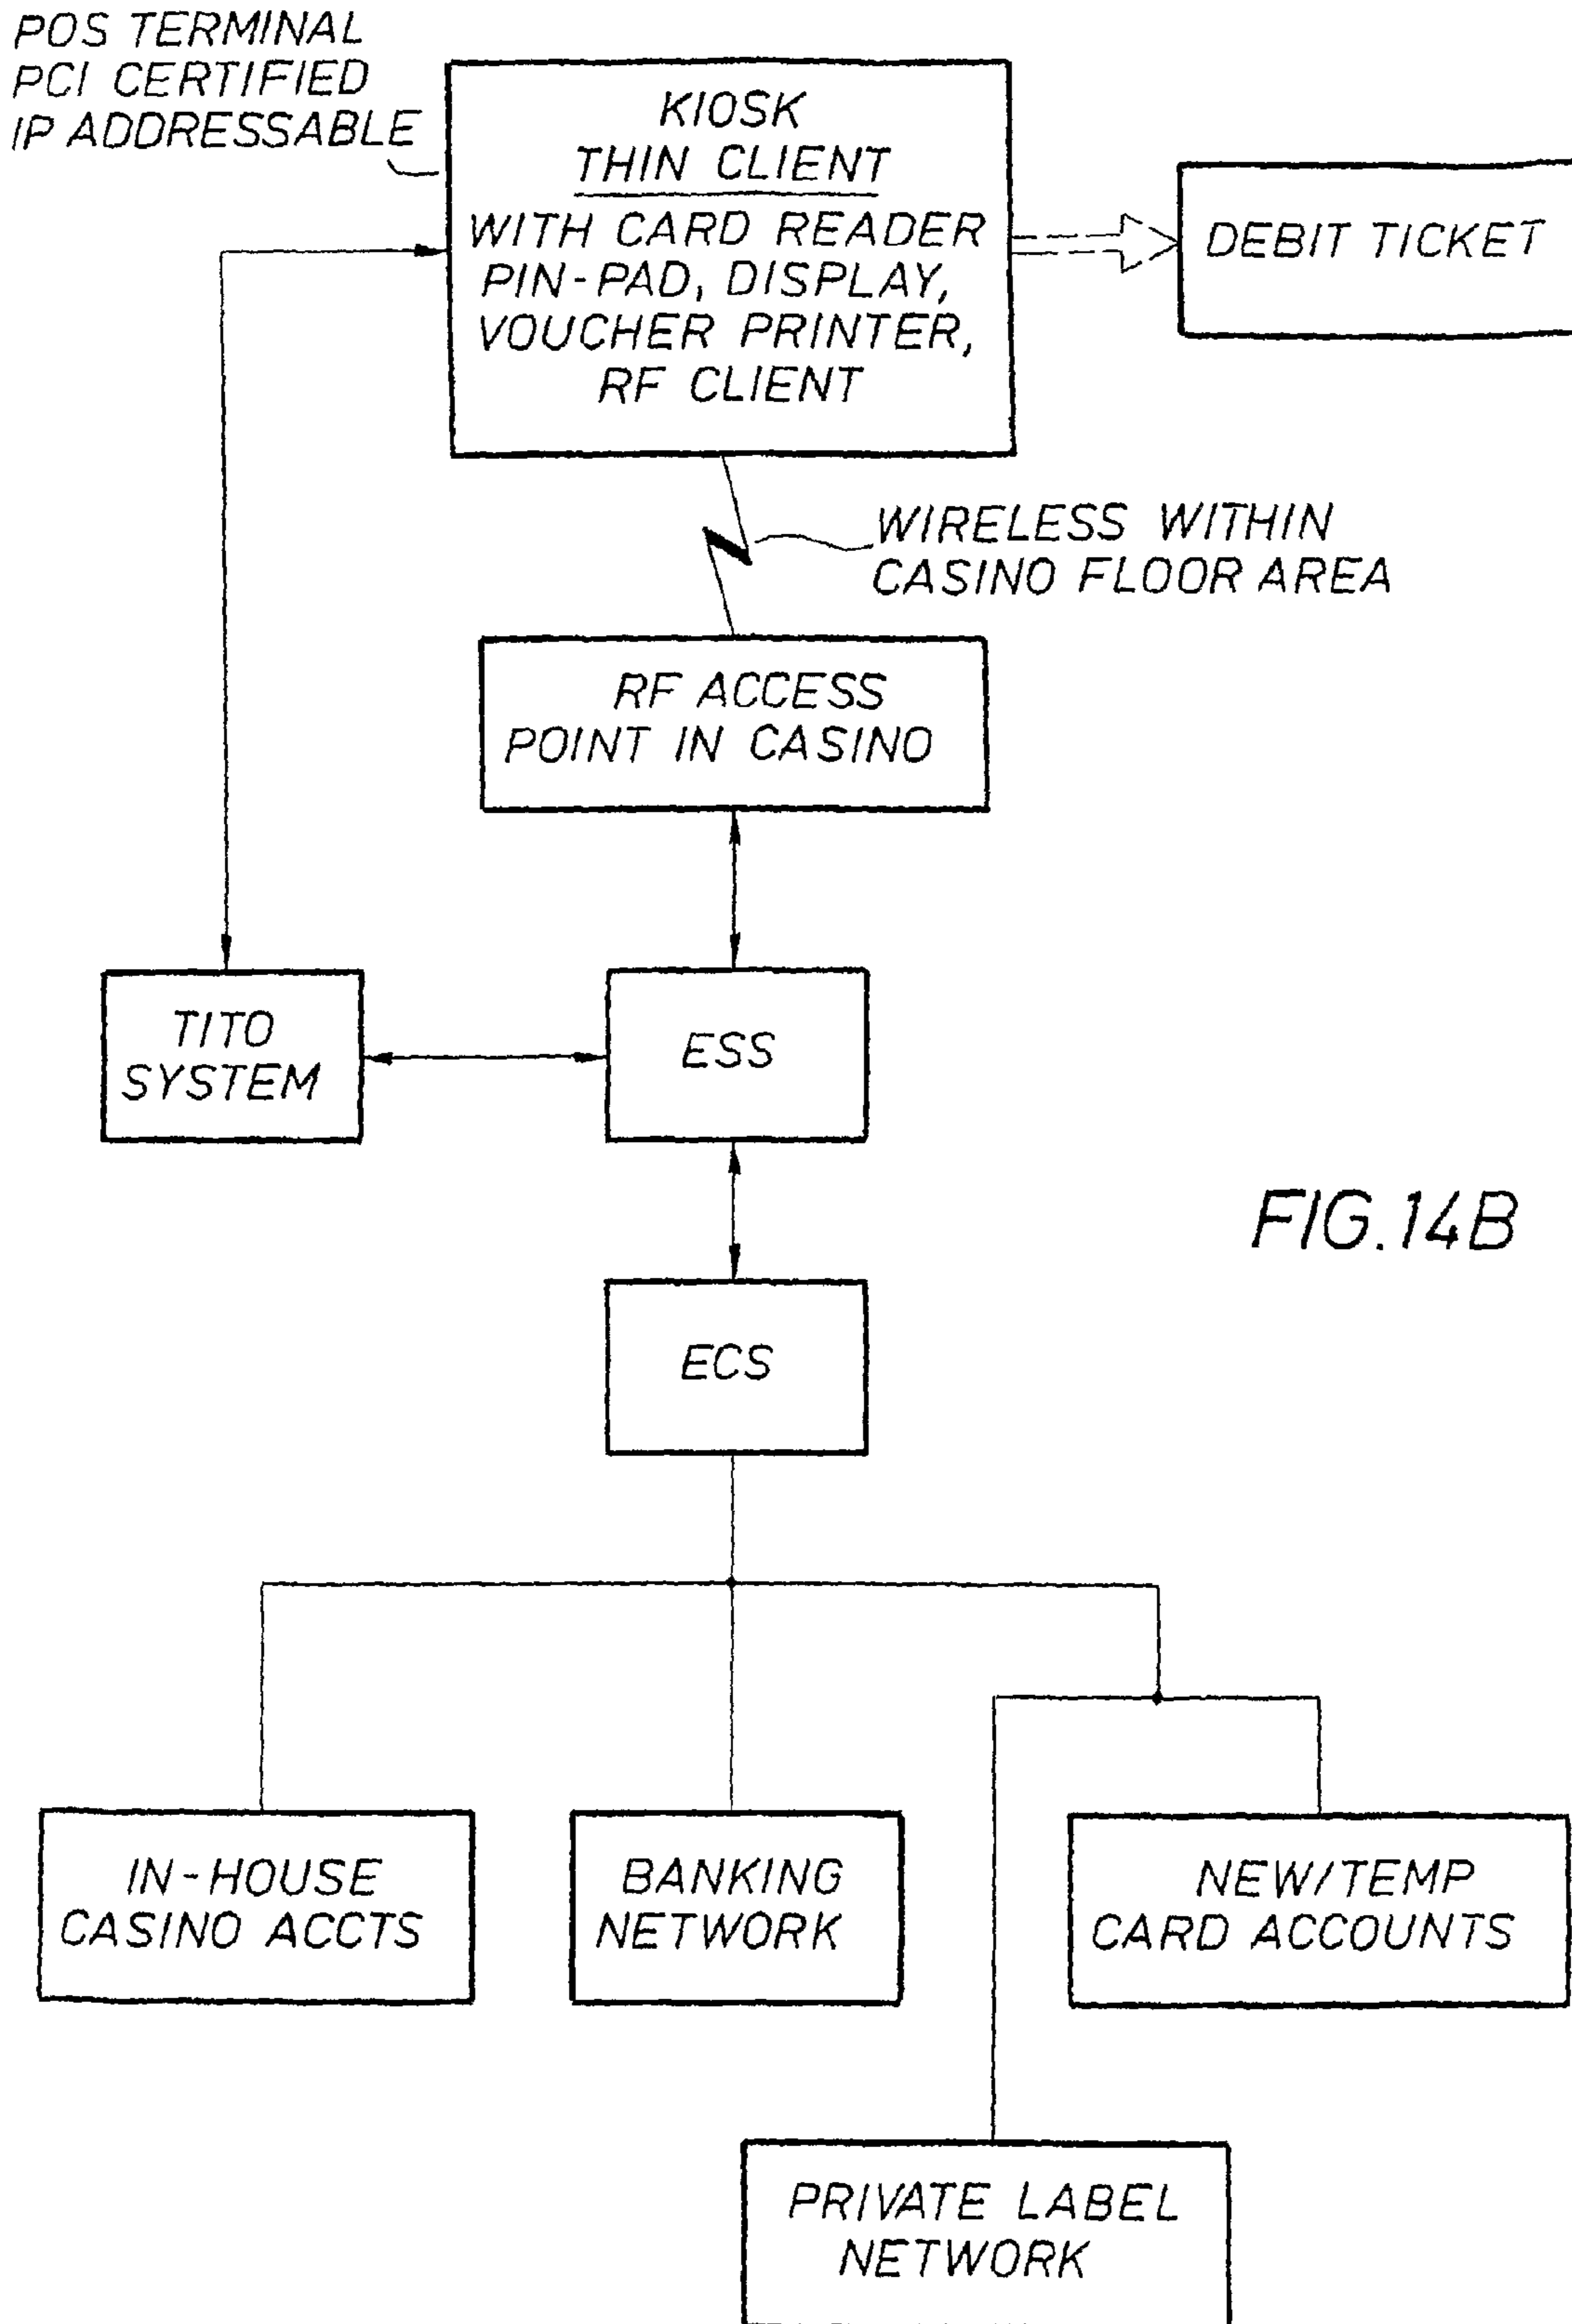 POS TERMINAL
PCI CERTIFIED
IP ADDRESSABLE
KIOSK
THIN CLIENT
WITH CARD READER
PIN-PAD, DISPLAY,
VOUCHER PRINTER,
RF CLIENT
DEBIT TICKET
WIRELESS WITHIN
CASINO FLOOR AREA
RF ACCESS
POINT IN CASINO
TITO
SYSTEM
ESS
FIG.14B
ECS
IN-HOUSE
CASINO ACCTS
BANKING
NETWORK
NEW/TEMP
CARD ACCOUNTS
PRIVATE LABEL
NETWORK